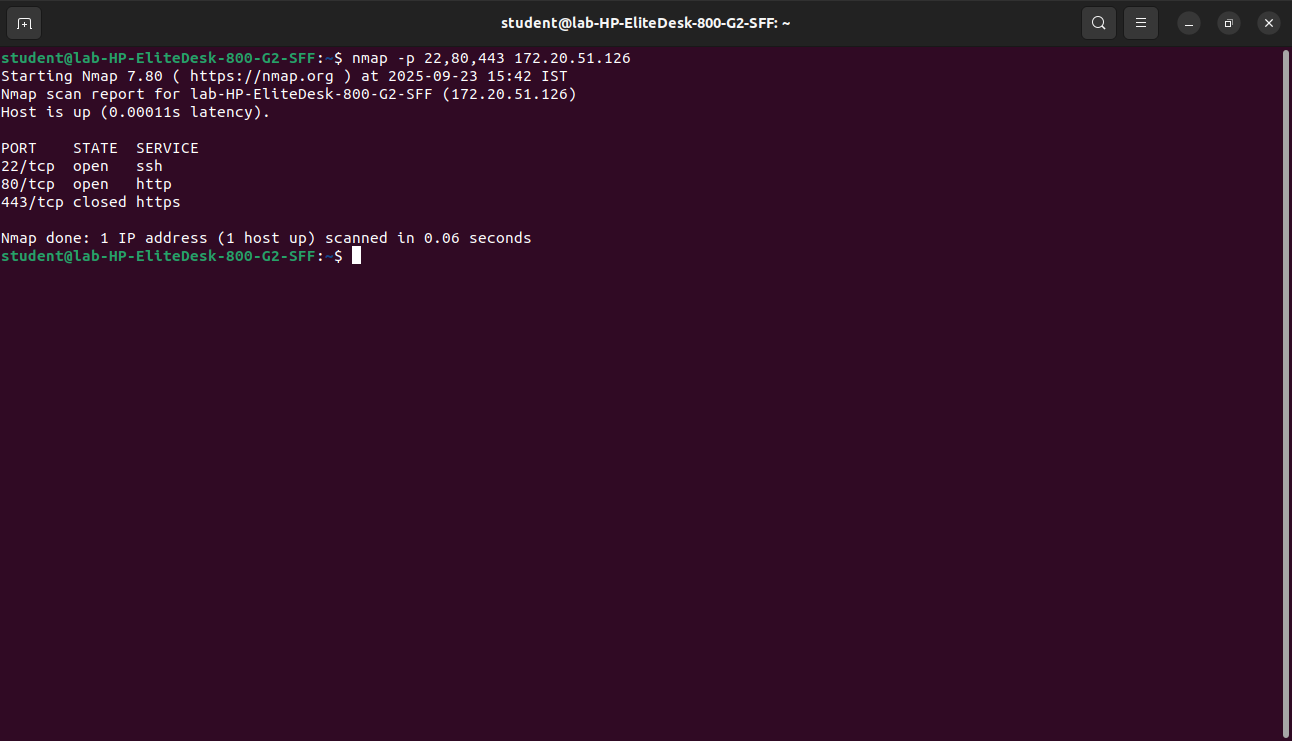 student@lab-HP-EliteDesk-800-G2-SFF: ~
student@lab-HP-EliteDesk-800-G2-SFF:~$ nmap -p 22,80,443 172.20.51.126
Starting Nmap 7.80 ( https://nmap.org ) at 2025-09-23 15:42 IST
Nmap scan report for lab-HP-EliteDesk-800-G2-SFF (172.20.51.126)
Host is up (0.00011s latency).
PORT    STATE  SERVICE
22/tcp  open   ssh
80/tcp  open   http
443/tcp closed https
Nmap done: 1 IP address (1 host up) scanned in 0.06 seconds
student@lab-HP-EliteDesk-800-G2-SFF:~$